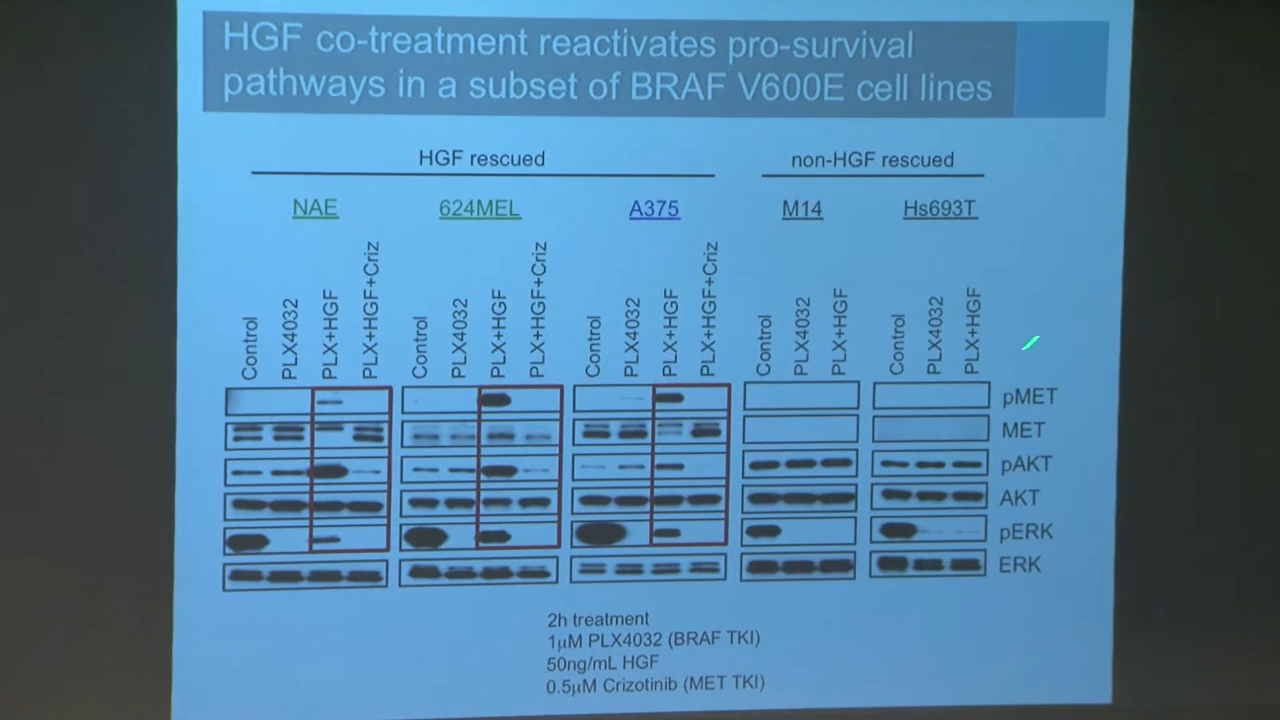 HGF co-treatment reactivates pro-survival
pathways in a subset of BRAF V600E cell lines
HGF rescued
non-HGF rescued
NAE
624MEL
A375
M14
Hs693T
Control
PLX4032
PLX+HGF
PLX+HGF+Criz
Control
PLX4032
PLX+HGF
PLX+HGF+Criz
Control
PLX4032
PLX+HGF
PLX+HGF+Criz
Control
PLX4032
PLX+HGF
Control
PLX4032
PLX+HGF
pMET
MET
pAKT
AKT
pERK
ERK
2h treatment
1μM PLX4032 (BRAF TKI)
50ng/mL HGF
0.5μM Crizotinib (MET TKI)